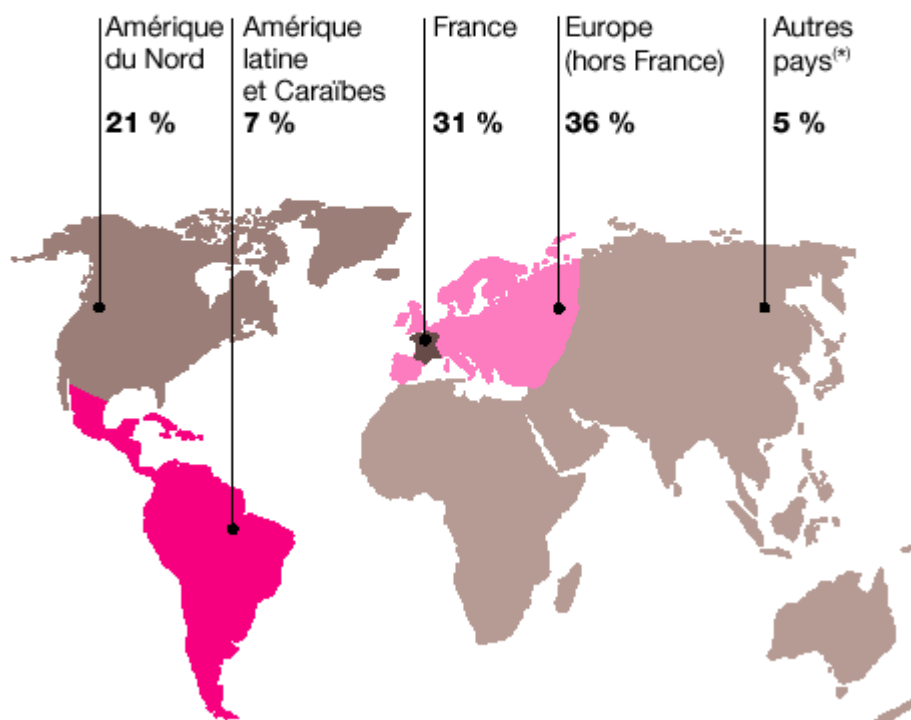 Amérique
du Nord
21 %
Amérique
latine
et Caraïbes
7 %
France
31 %
Europe
(hors France)
36 %
Autres
pays(*)
5 %